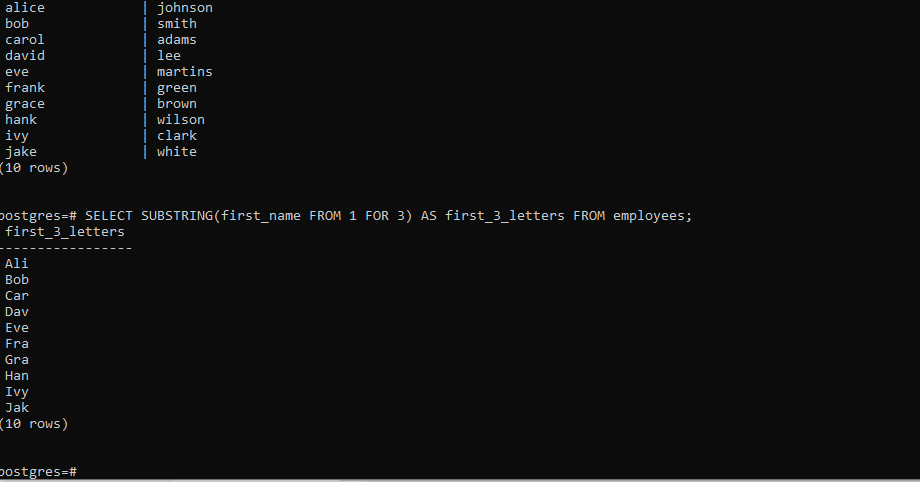 alice | johnson
bob | smith
carol | adams
david | lee
eve | martins
frank | green
grace | brown
hank | wilson
ivy | clark
jake | white
(10 rows)
postgres=# SELECT SUBSTRING(first_name FROM 1 FOR 3) AS first_3_letters FROM employees;
first_3_letters
-----------------
Ali
Bob
Car
Dav
Eve
Fra
Gra
Han
Ivy
Jak
(10 rows)
postgres=#